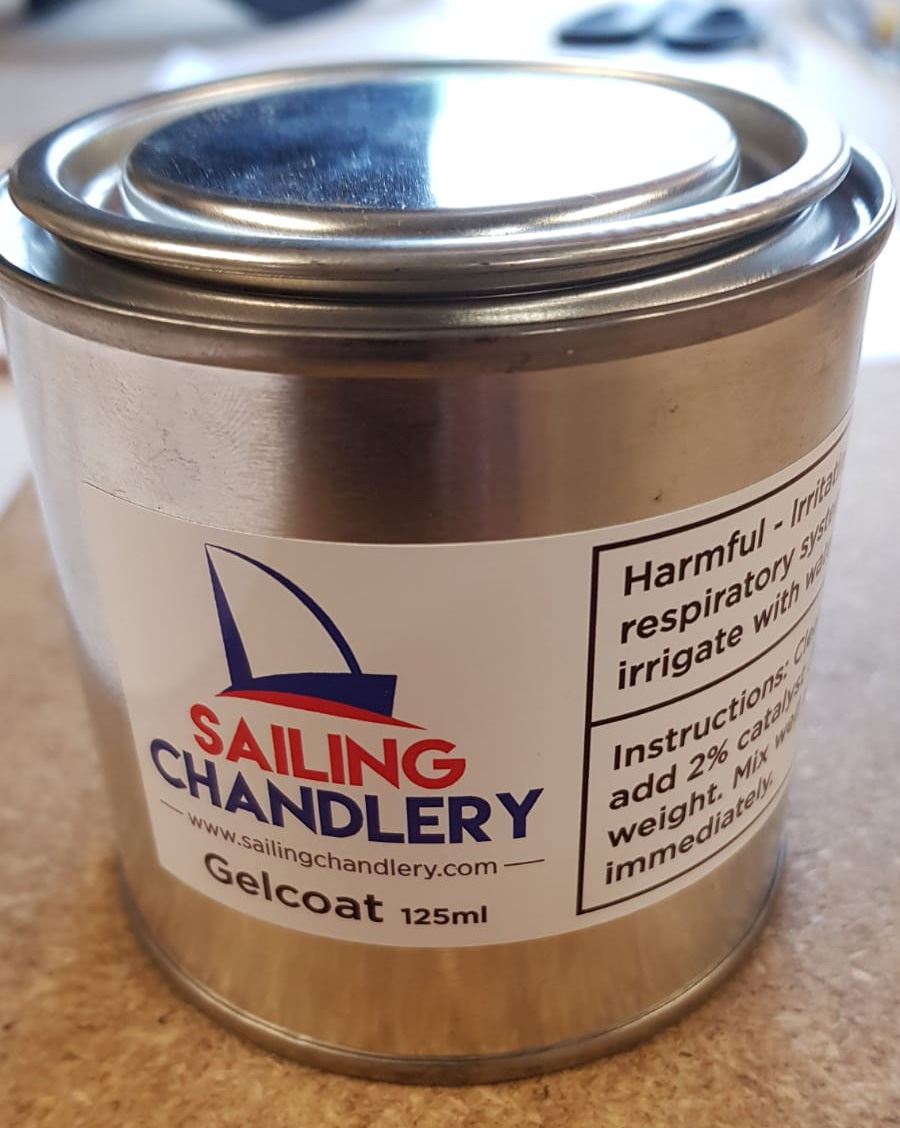 SAILING
CHANDLERY
www.sailingchandlery.com
Gelcoat 125ml
Harmful -
respiratory
irrigate with
Instructions:
add 2% catalyst
weight. Mix
immediately.